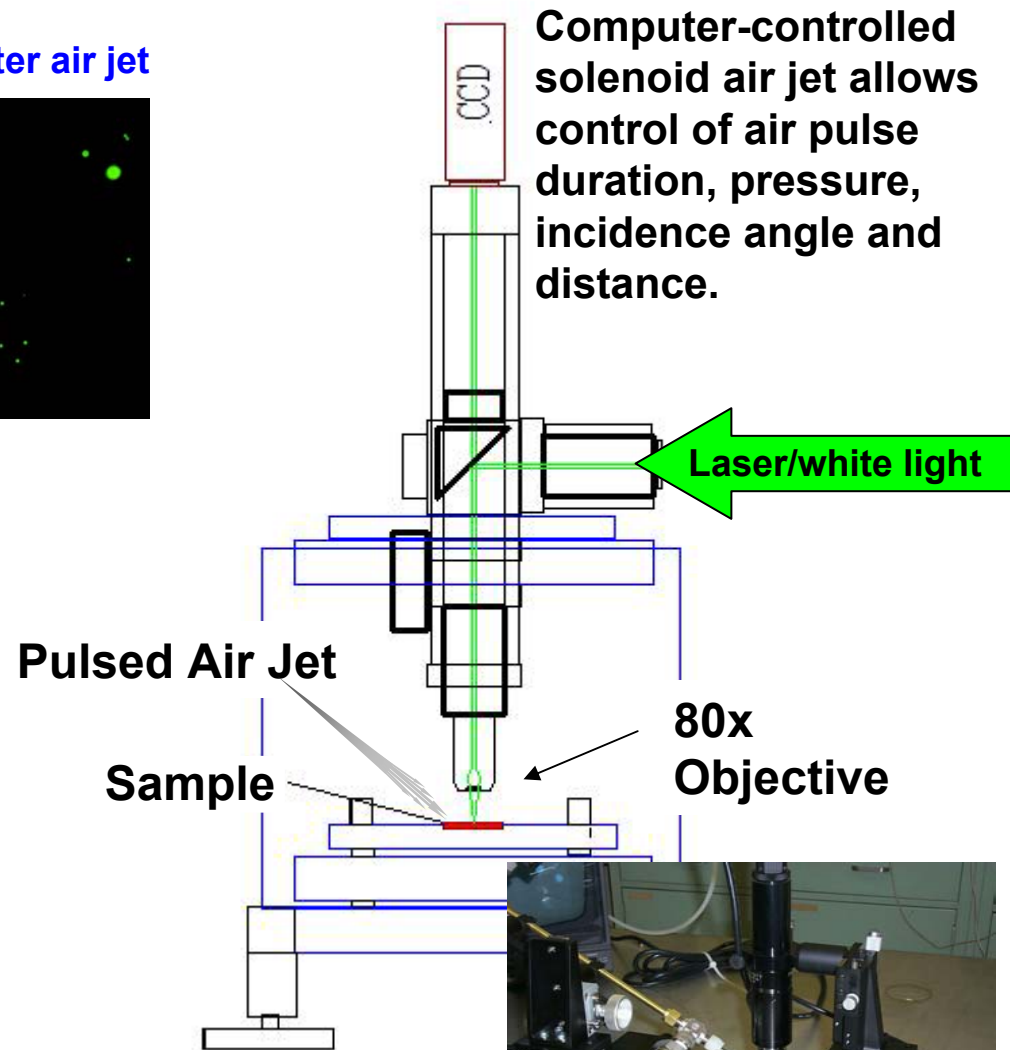 ter air jet
Computer-controlled
solenoid air jet allows
control of air pulse
duration, pressure,
incidence angle and
distance.
.CCD
Laser/white light
Pulsed Air Jet
Sample
80x
Objective